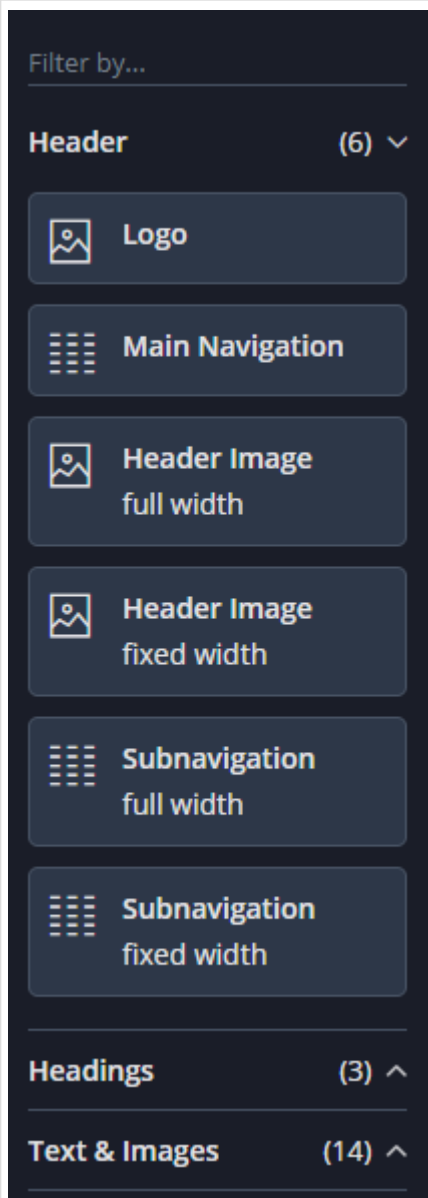 Filter by...
Header (6)
Logo
Main Navigation
Header Image
full width
Header Image
fixed width
Subnavigation
full width
Subnavigation
fixed width
Headings (3)
Text & Images (14)